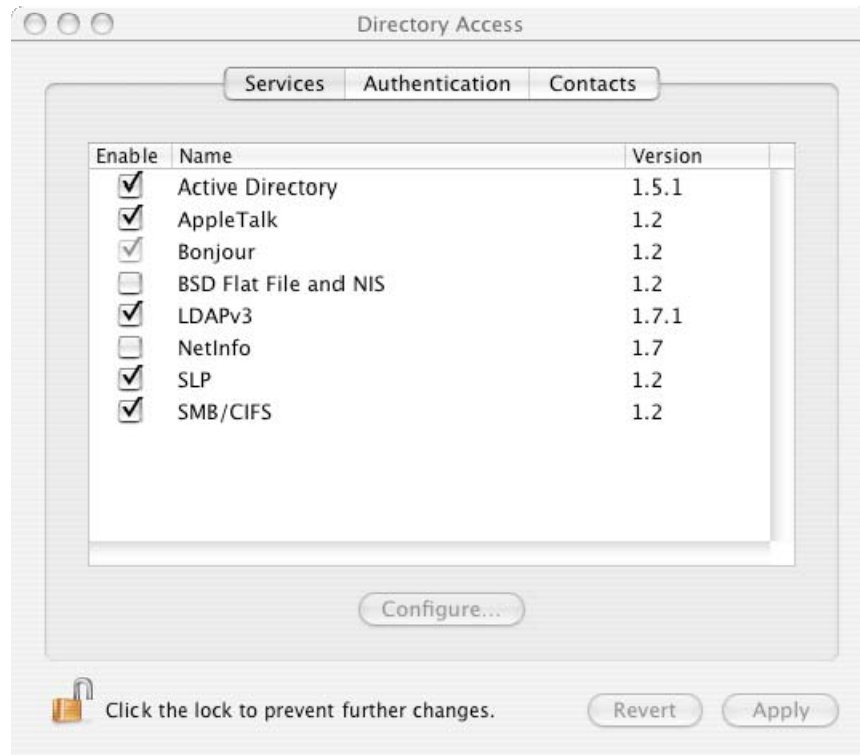 Directory Access
Services Authentication Contacts
Enable Name Version
Active Directory 1.5.1
AppleTalk 1.2
Bonjour 1.2
BSD Flat File and NIS 1.2
LDAPv3 1.7.1
NetInfo 1.7
SLP 1.2
SMB/CIFS 1.2
Configure...
Click the lock to prevent further changes.
Revert Apply